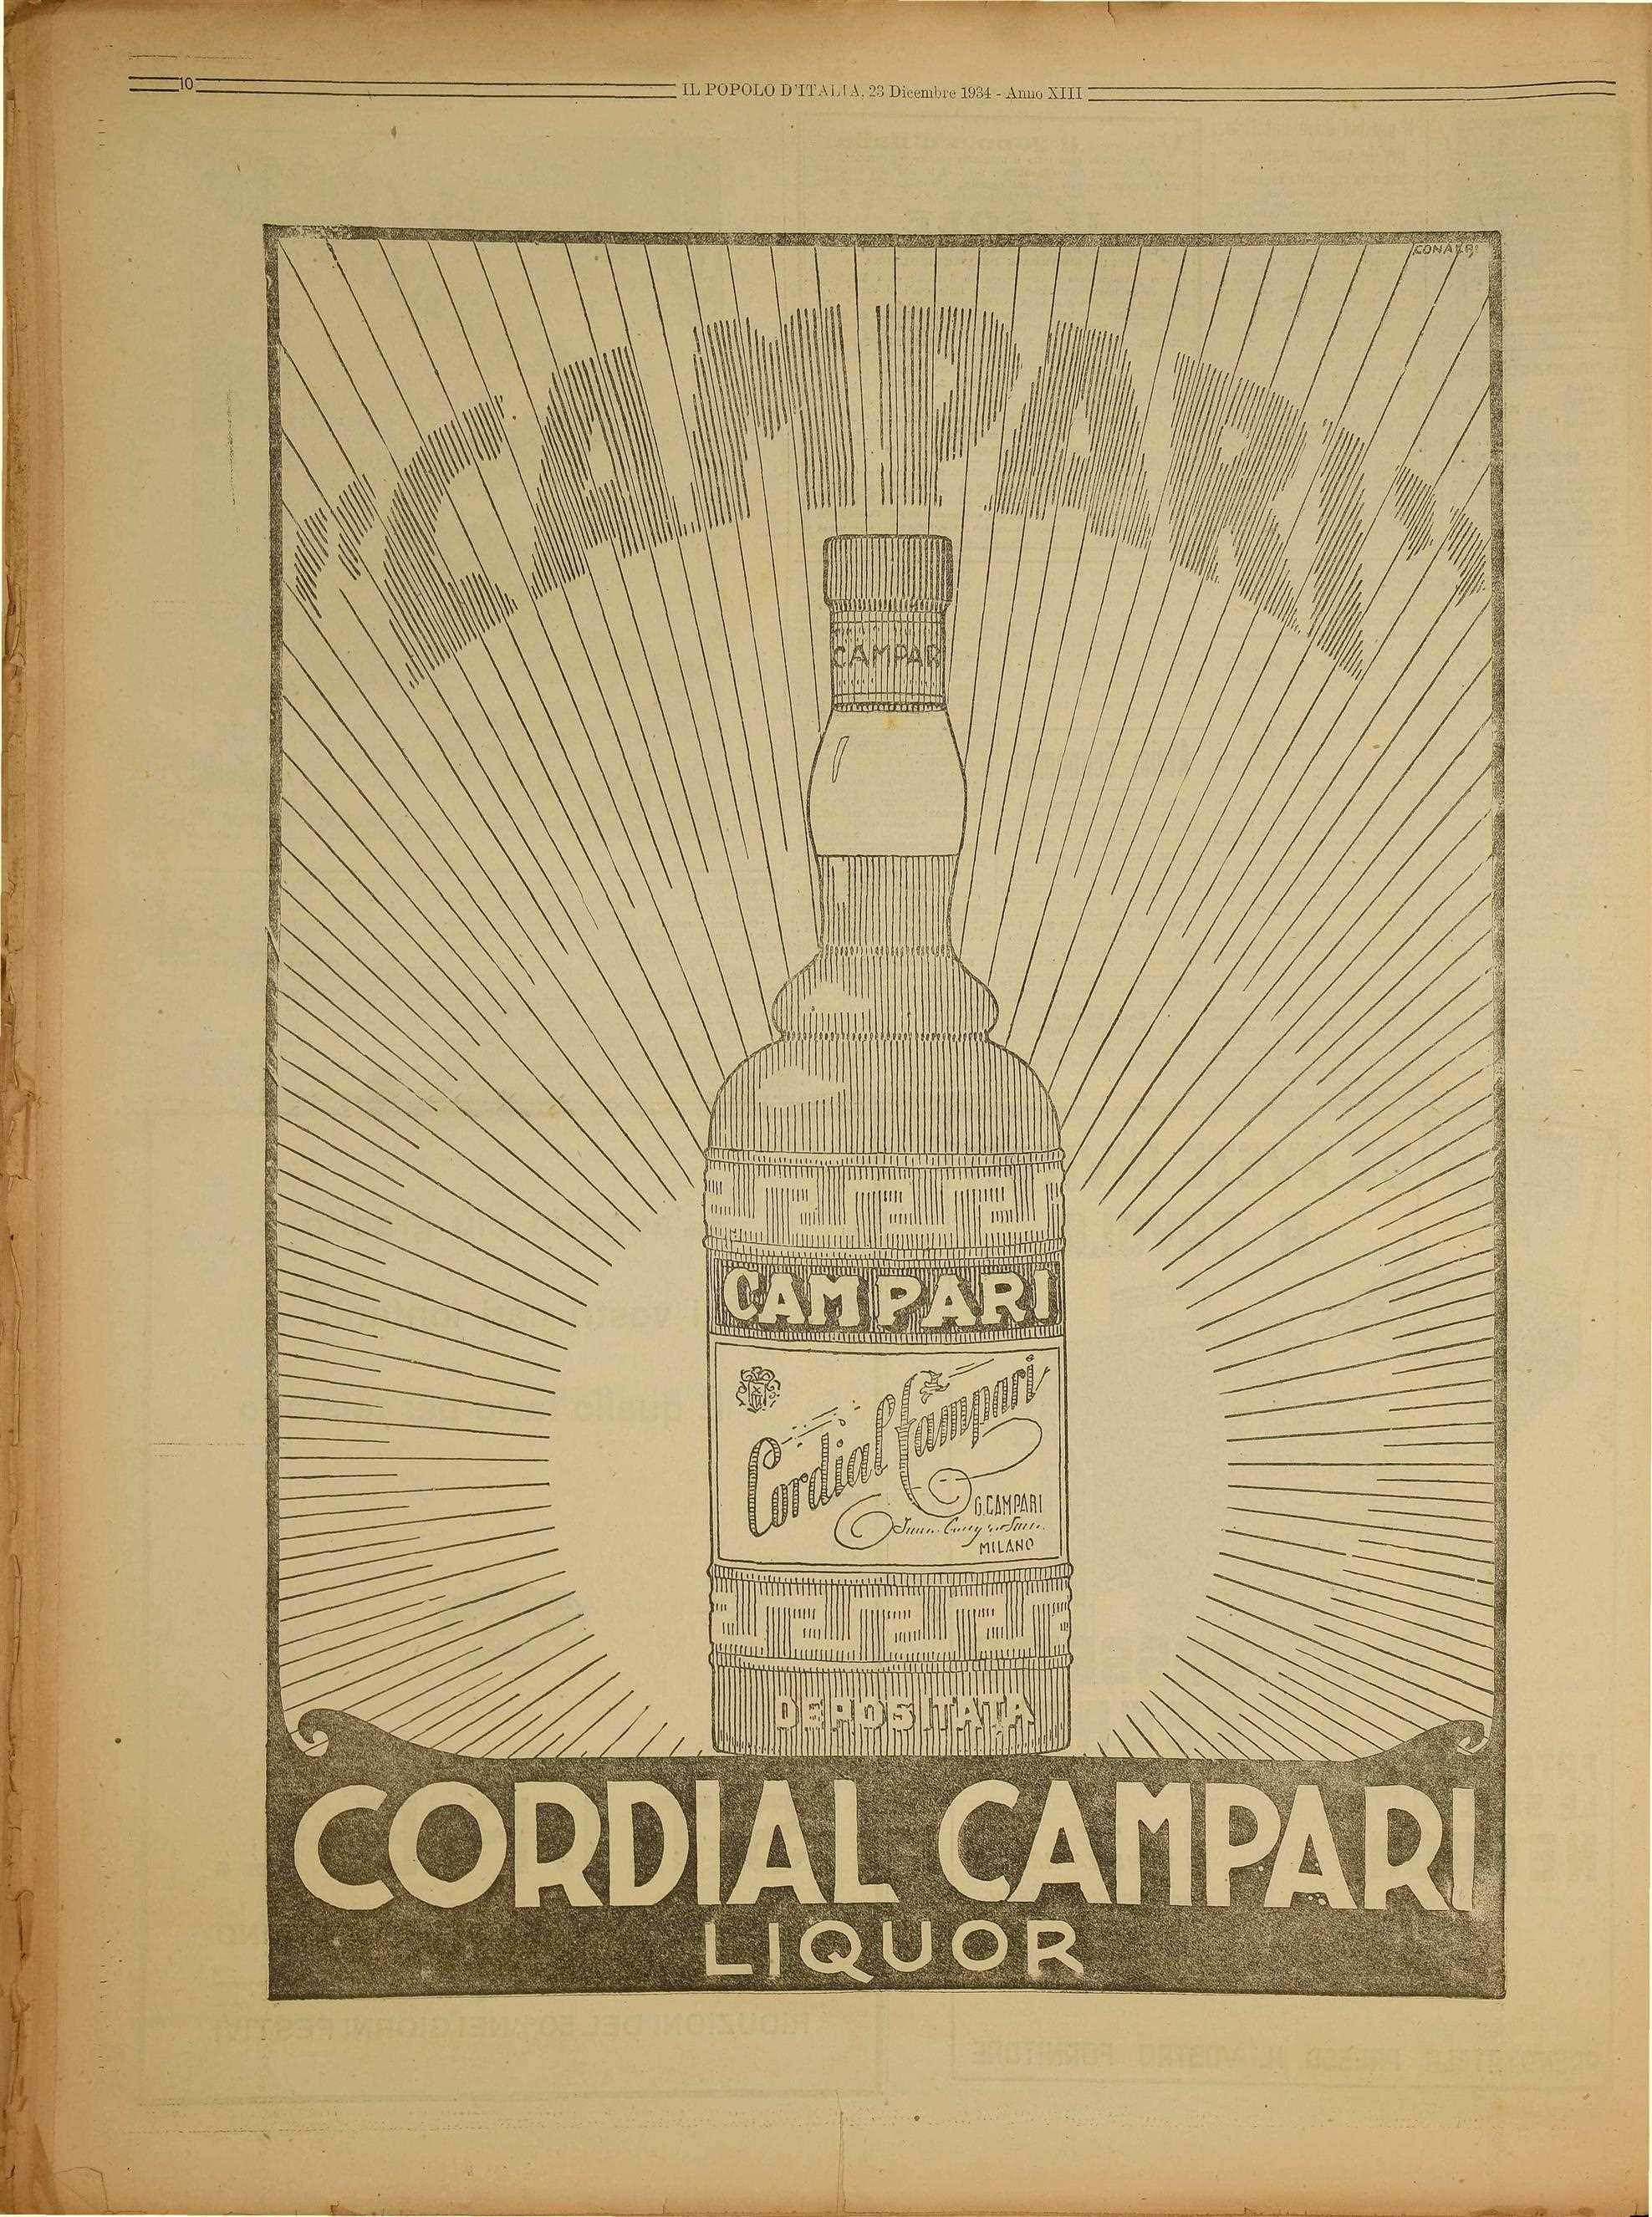 10
IL POPOLO D'ITALIA, 23 Dicembre 1934 - Anno XIII
"CAMPARI"
CAMPAR
CAMPARI
Cordial Campari
G. CAMPARI
MILANO
DEPOSITATA
CORDIAL CAMPARI
LIQUOR